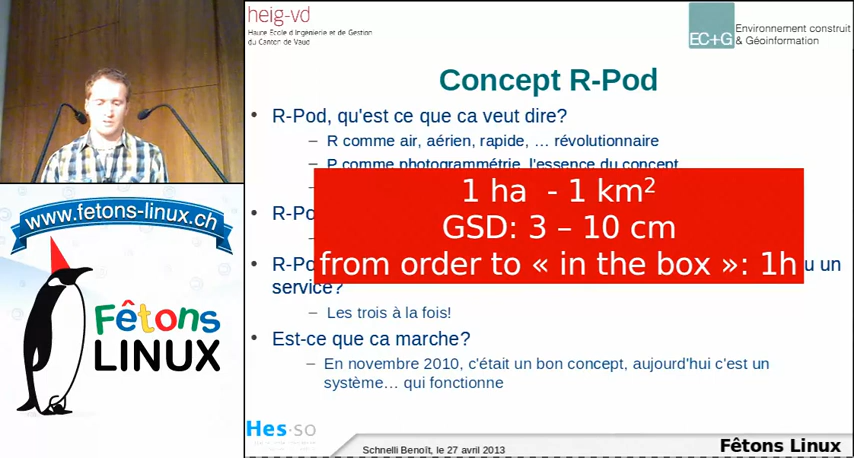 heig-vd
Haute Ecole d'Ingénierie et de Gestion
du Canton de Vaud
EC+G
Environnement construit
& Géoinformation
Concept R-Pod
• R-Pod, qu'est ce que ca veut dire?
– R comme air, aérien, rapide, … révolutionnaire
– P comme photogrammétrie, l'essence du concept
–
1 ha - 1 km²
GSD: 3 – 10 cm
from order to « in the box »: 1h
• R-Po
–
• R-Po u un
service?
– Les trois à la fois!
• Est-ce que ca marche?
– En novembre 2010, c'était un bon concept, aujourd'hui c'est un
système… qui fonctionne
www.fetons-linux.ch
Fêtons
LINUX
Hes·so
Schnelli Benoît, le 27 avril 2013
Fêtons Linux